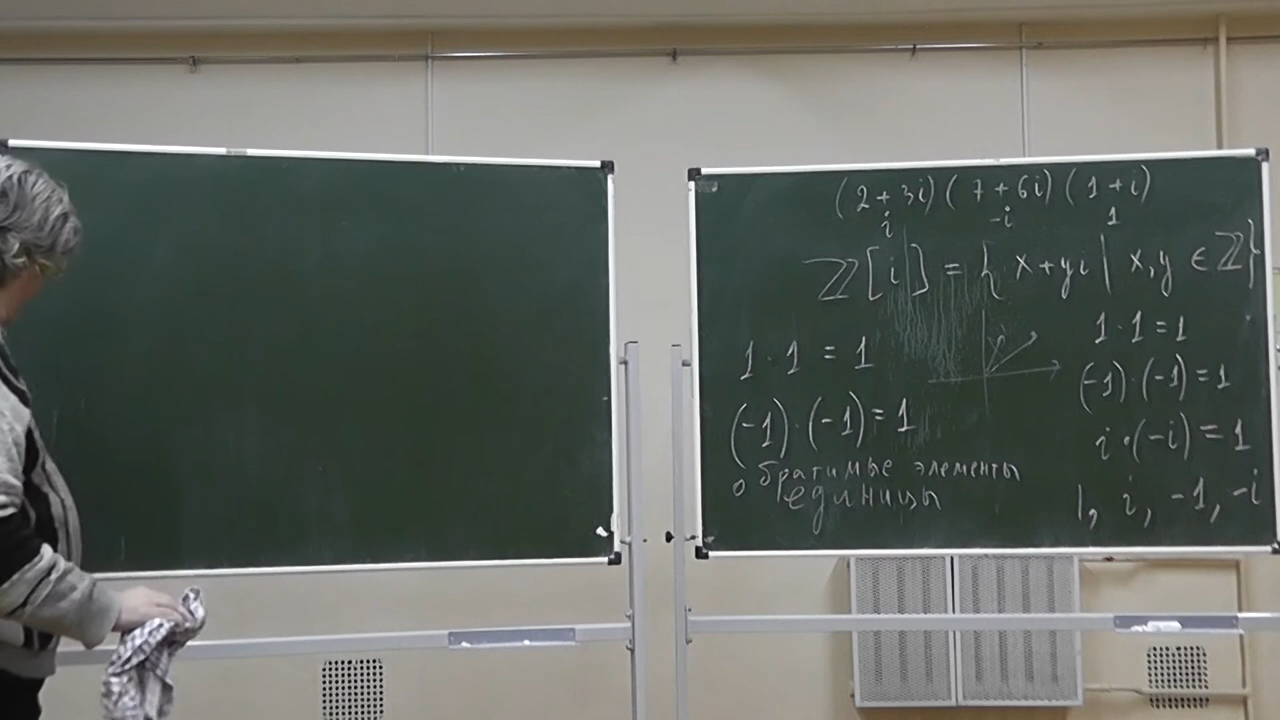 (2+3i)(7+6i)(1+i)
i -i 1
ℤ[i] = { x+yi | x,y ∈ ℤ}
1·1 = 1
(-1)·(-1) = 1
обратимые элементы
единицы
1·1=1
(-1)·(-1)=1
i·(-i)=1
1, i, -1, -i